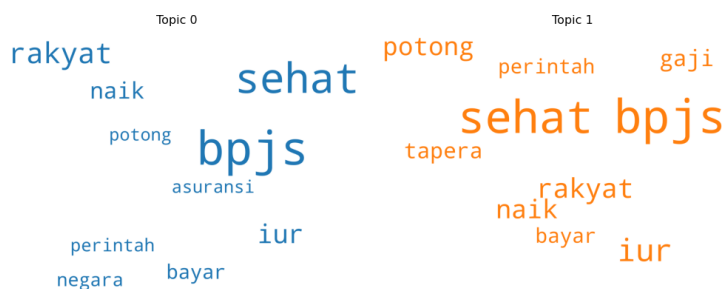 Topic 0
rakyat
sehat
naik
potong
bpjs
asuransi
iur
perintah
bayar
negara
Topic 1
potong
perintah
gaji
sehat bpjs
tapera
rakyat
naik
bayar
iur